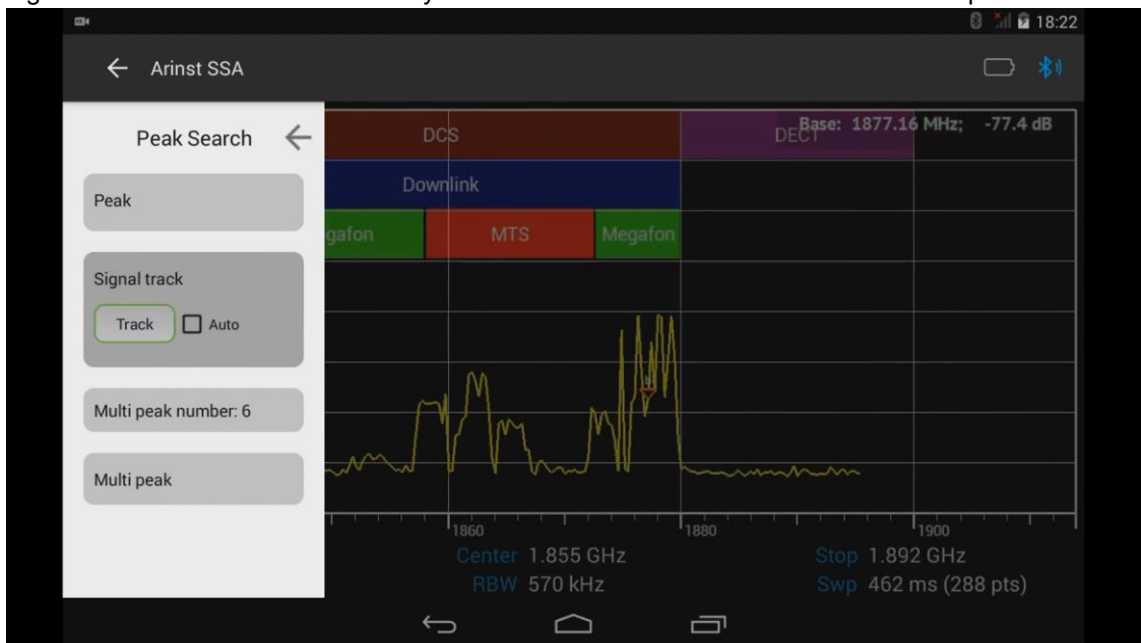 18:22
Arinst SSA
Peak Search
Peak
Signal track
Track Auto
Multi peak number: 6
Multi peak
DCS
DECT
Base: 1877.16 MHz; -77.4 dB
Downlink
gafon MTS Megafon
b
1860 1880 1900
Center 1.855 GHz Stop 1.892 GHz
RBW 570 kHz Swp 462 ms (288 pts)